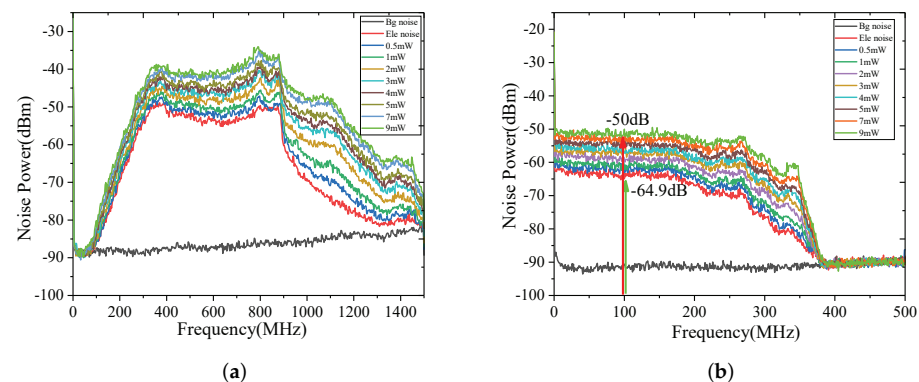 -25
-30
-40
-50
-60
-70
-80
-90
-100
Noise Power(dBm)
0 200 400 600 800 1000 1200 1400
Frequency(MHz)
Bg noise
Ele noise
0.5mW
1mW
2mW
3mW
4mW
5mW
7mW
9mW
(a)
-15
-20
-30
-40
-50
-60
-70
-80
-90
-100
Noise Power(dBm)
0 100 200 300 400 500
Frequency(MHz)
Bg noise
Ele noise
0.5mW
1mW
2mW
3mW
4mW
5mW
7mW
9mW
-50dB
-64.9dB
(b)